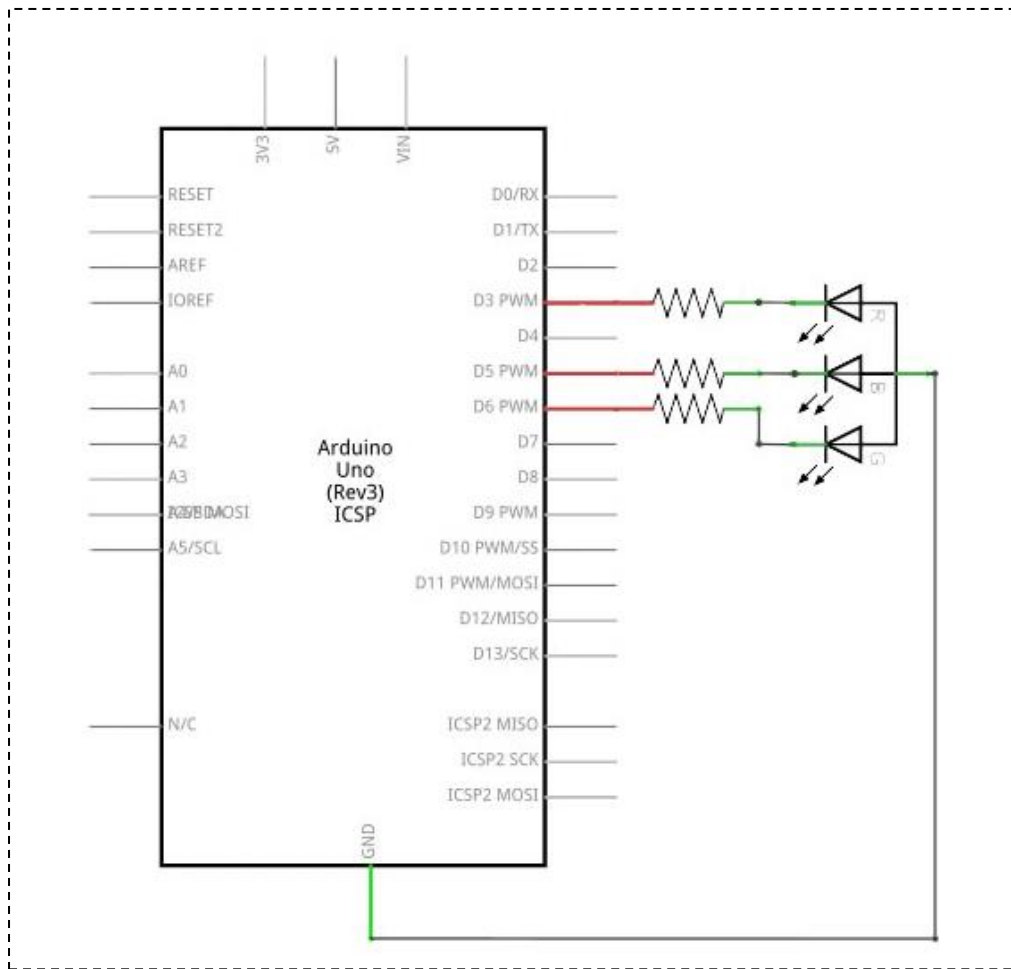 3V3
5V
VIN
RESET
RESET2
AREF
IOREF
A0
A1
A2
A3
A5/SCL
N/C
Arduino
Uno
(Rev3)
ICSP
D0/RX
D1/TX
D2
D3 PWM
D4
D5 PWM
D6 PWM
D7
D8
D9 PWM
D10 PWM/SS
D11 PWM/MOSI
D12/MISO
D13/SCK
ICSP2 MISO
ICSP2 SCK
ICSP2 MOSI
GND
R
B
G